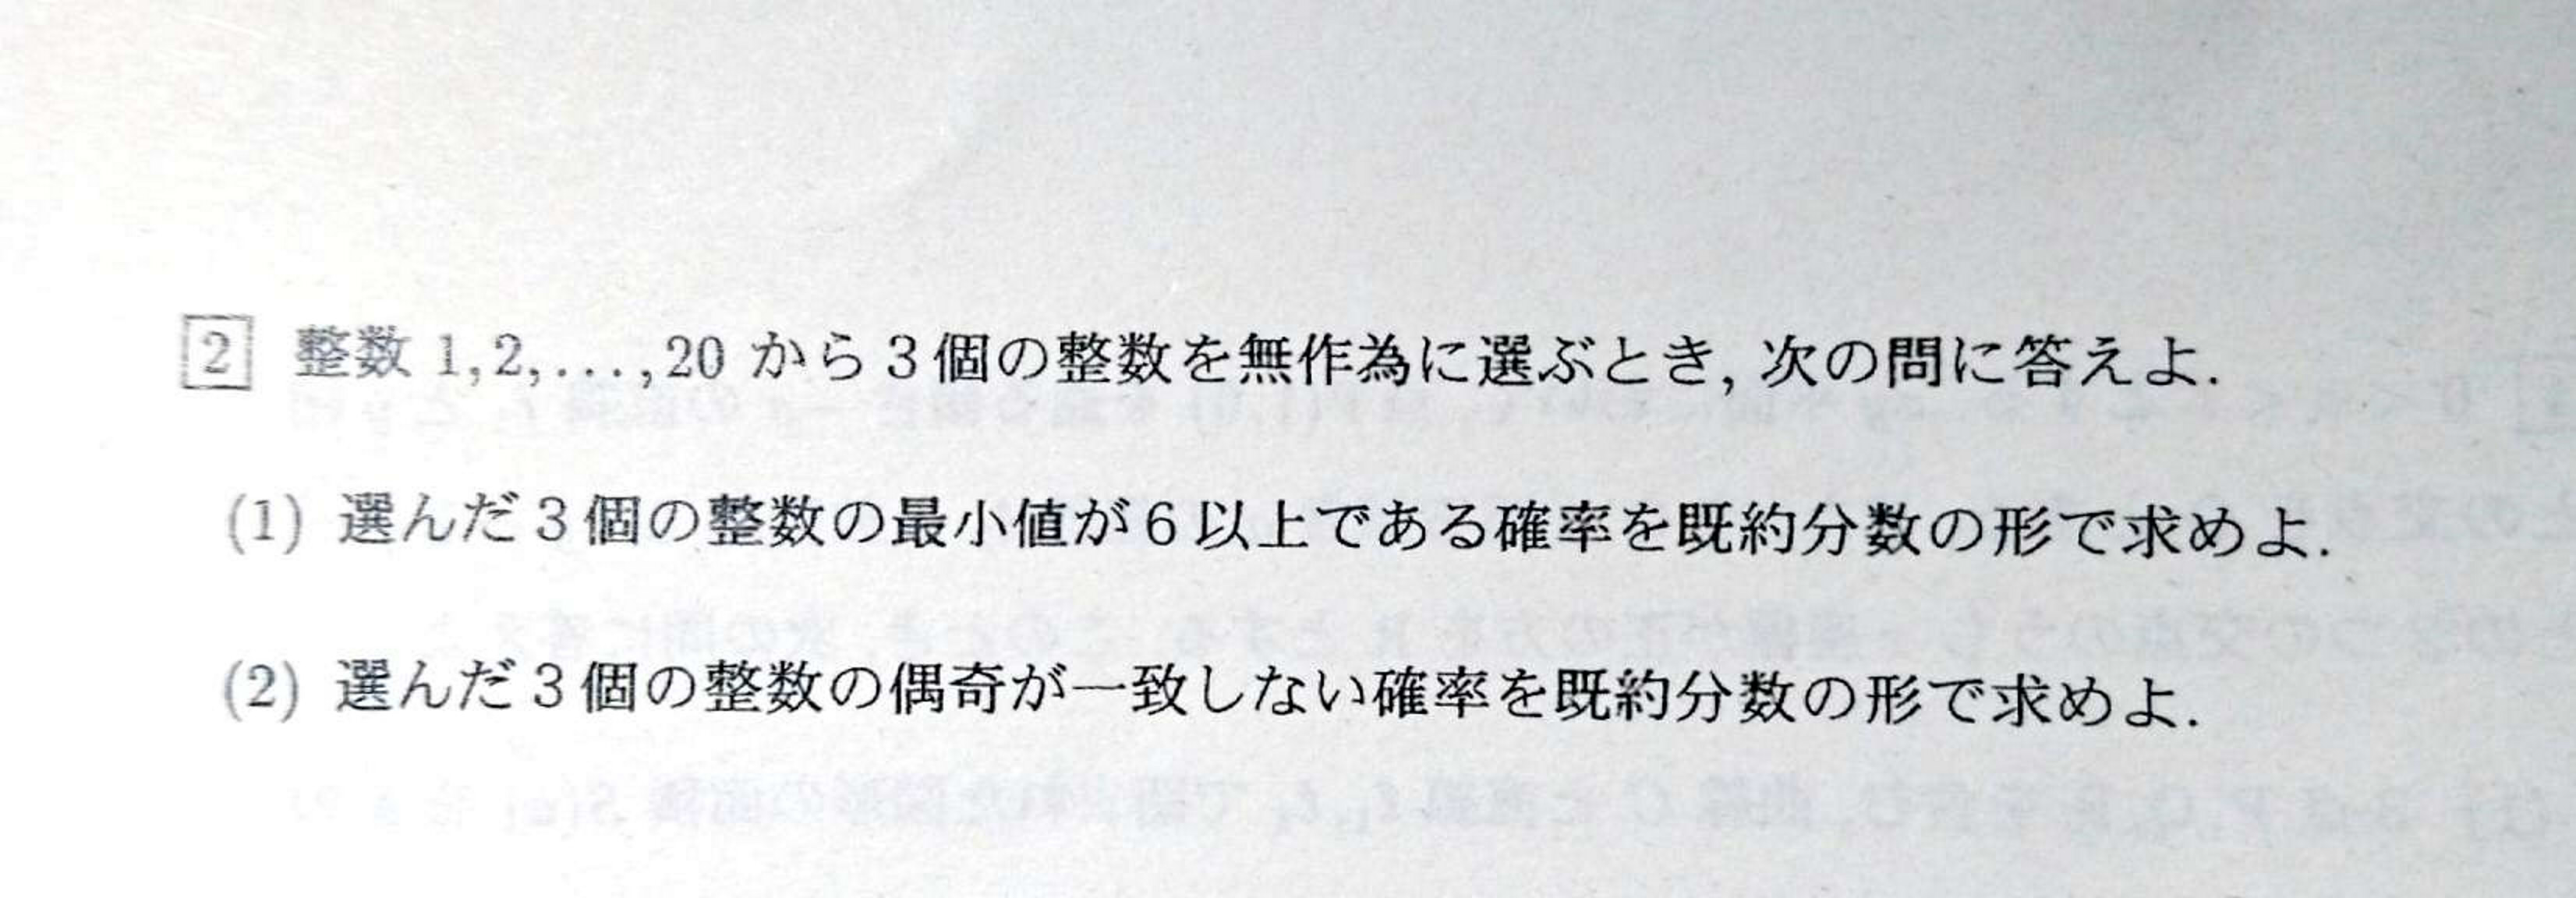 2 整数 1, 2, . . . , 20 から 3 個の整数を無作為に選ぶとき, 次の問に答えよ.
(1) 選んだ 3 個の整数の最小値が 6 以上である確率を既約分数の形で求めよ.
(2) 選んだ 3 個の整数の偶奇が一致しない確率を既約分数の形で求めよ.